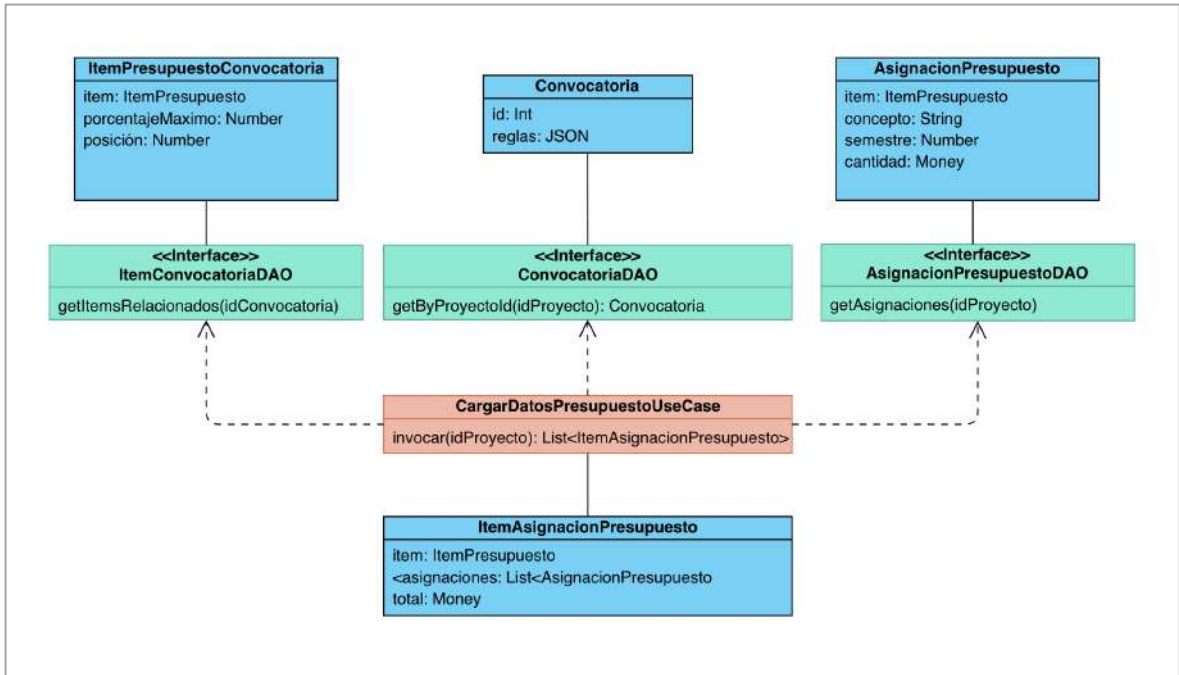 ItemPresupuestoConvocatoria
item: ItemPresupuesto
porcentajeMaximo: Number
posición: Number
Convocatoria
id: Int
reglas: JSON
AsignacionPresupuesto
item: ItemPresupuesto
concepto: String
semestre: Number
cantidad: Money
<<Interface>>
ItemConvocatoriaDAO
getItemsRelacionados(idConvocatoria)
<<Interface>>
ConvocatoriaDAO
getByProyectoId(idProyecto): Convocatoria
<<Interface>>
AsignacionPresupuestoDAO
getAsignaciones(idProyecto)
CargarDatosPresupuestoUseCase
invocar(idProyecto): List<ItemAsignacionPresupuesto>
ItemAsignacionPresupuesto
item: ItemPresupuesto
<asignaciones: List<AsignacionPresupuesto
total: Money